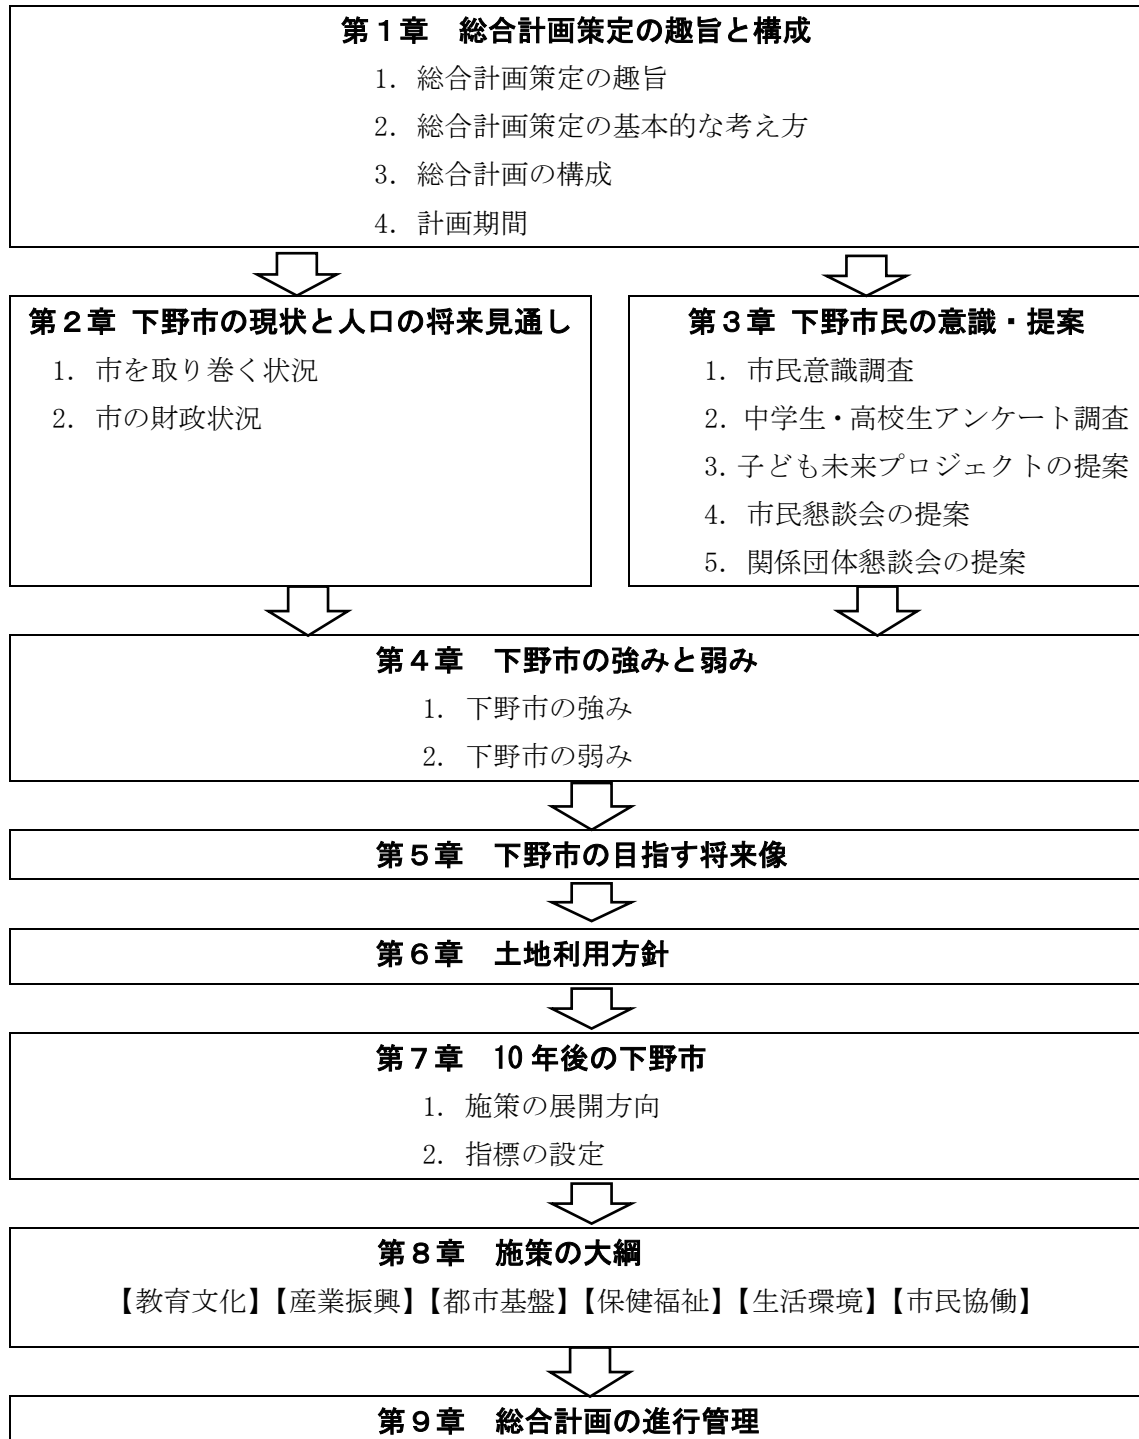 第１章　総合計画策定の趣旨と構成
1. 総合計画策定の趣旨
2. 総合計画策定の基本的な考え方
3. 総合計画の構成
4. 計画期間
第２章 下野市の現状と人口の将来見通し
1. 市を取り巻く状況
2. 市の財政状況
第３章 下野市民の意識・提案
1. 市民意識調査
2. 中学生・高校生アンケート調査
3. 子ども未来プロジェクトの提案
4. 市民懇談会の提案
5. 関係団体懇談会の提案
第４章　下野市の強みと弱み
1. 下野市の強み
2. 下野市の弱み
第５章　下野市の目指す将来像
第６章　土地利用方針
第７章　10 年後の下野市
1. 施策の展開方向
2. 指標の設定
第８章　施策の大綱
【教育文化】【産業振興】【都市基盤】【保健福祉】【生活環境】【市民協働】
第９章　総合計画の進行管理